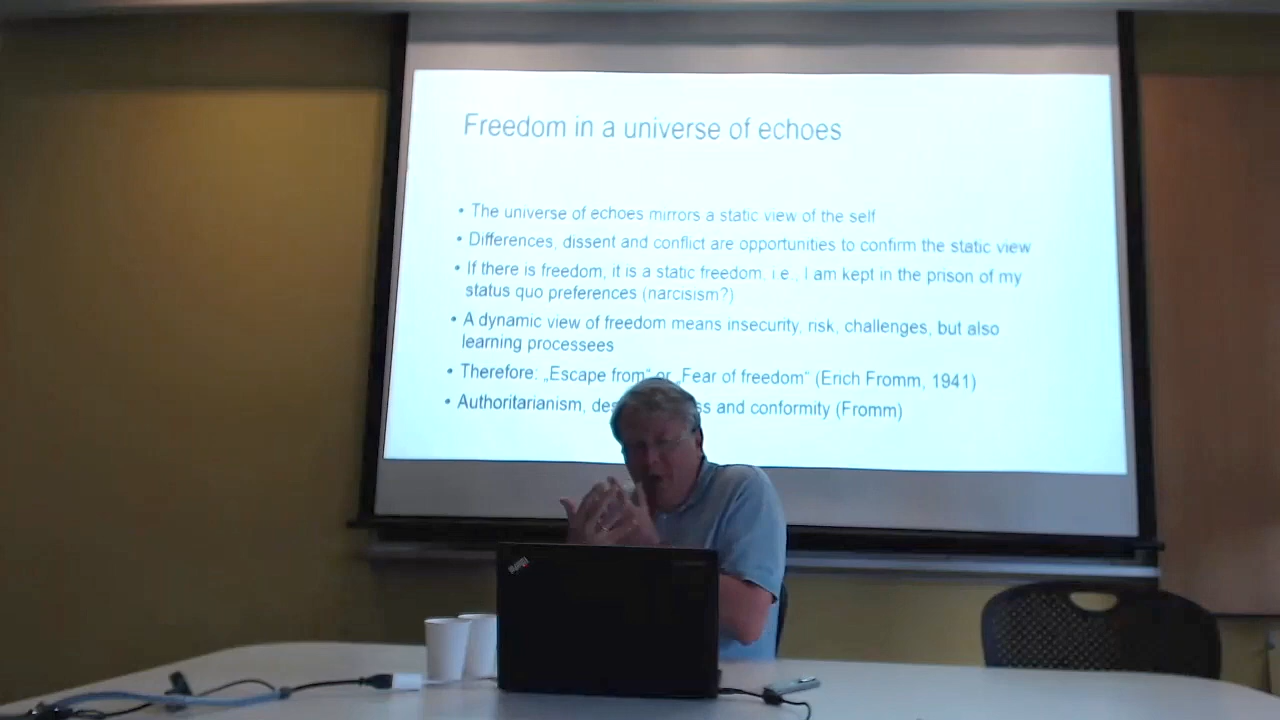 Freedom in a universe of echoes
• The universe of echoes mirrors a static view of the self
• Differences, dissent and conflict are opportunities to confirm the static view
• If there is freedom, it is a static freedom, i.e., I am kept in the prison of my
status quo preferences (narcisism?)
• A dynamic view of freedom means insecurity, risk, challenges, but also
learning processees
• Therefore: „Escape from“ or „Fear of freedom“ (Erich Fromm, 1941)
• Authoritarianism, and conformity (Fromm)